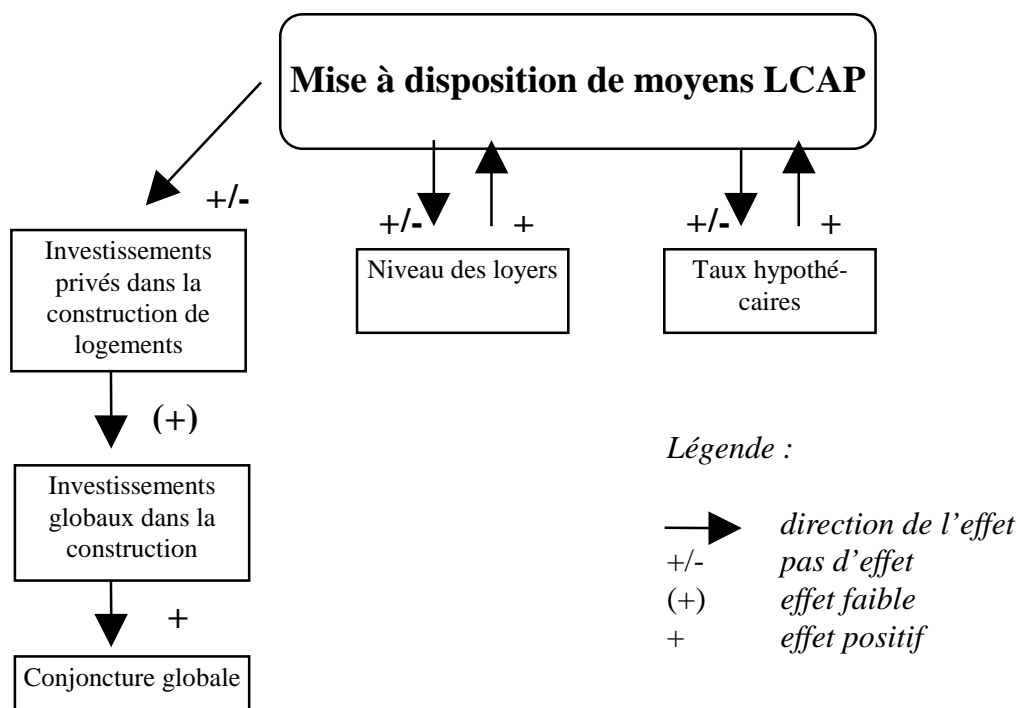 Mise à disposition de moyens LCAP
+/-
+/-
+
+/-
+
Investissements
privés dans la
construction de
logements
Niveau des loyers
Taux hypothé-
caires
(+)
Investissements
globaux dans la
construction
+
Conjoncture globale
Légende :
direction de l'effet
+/- pas d'effet
(+) effet faible
+ effet positif